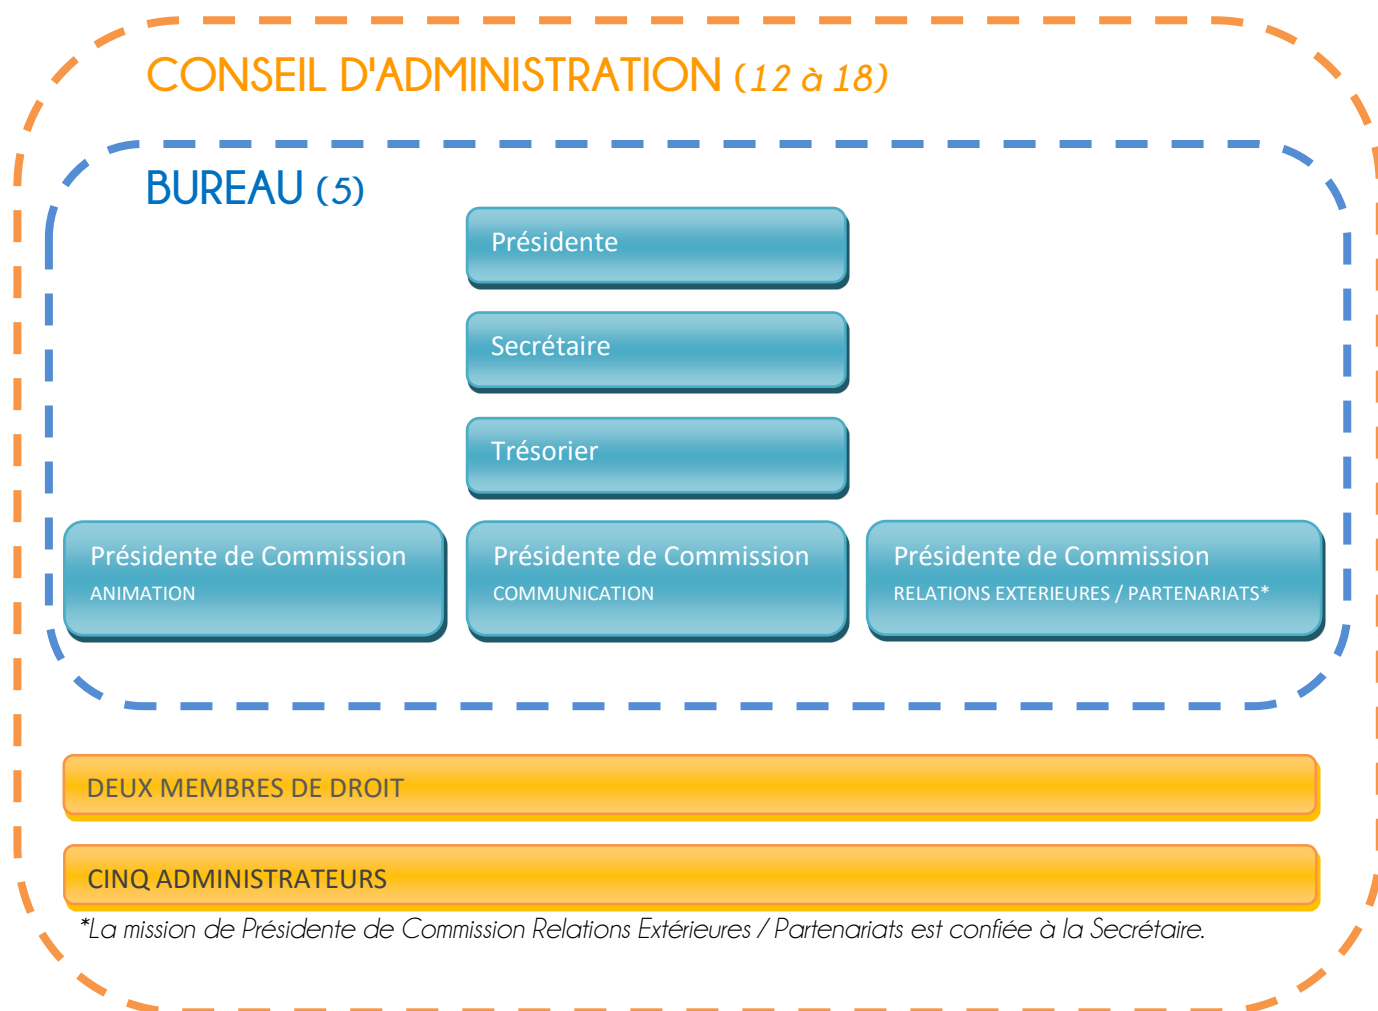 CONSEIL D'ADMINISTRATION (12 à 18)
BUREAU (5)
Présidente
Secrétaire
Trésorier
Présidente de Commission
ANIMATION
Présidente de Commission
COMMUNICATION
Présidente de Commission
RELATIONS EXTERIEURES / PARTENARIATS*
DEUX MEMBRES DE DROIT
CINQ ADMINISTRATEURS
*La mission de Présidente de Commission Relations Extérieures / Partenariats est confiée à la Secrétaire.